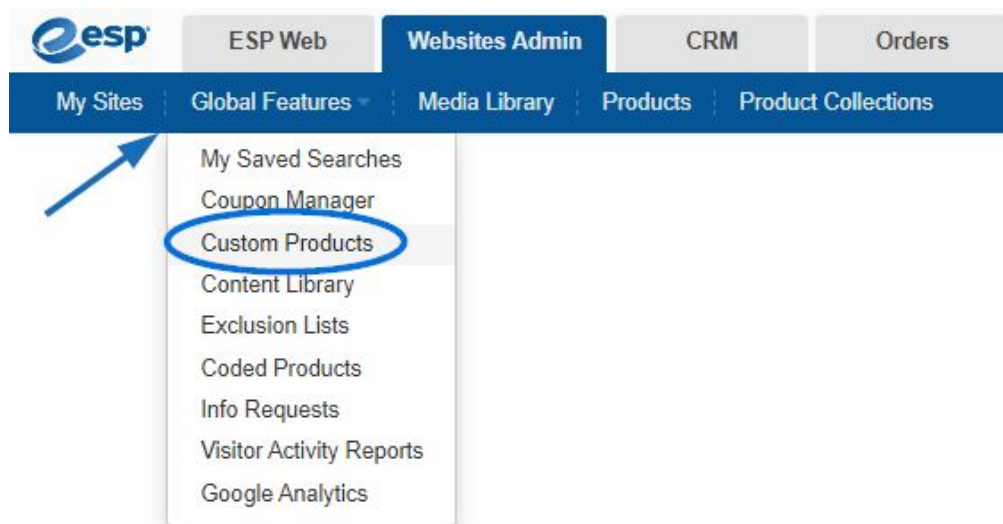 esp ESP Web Websites Admin CRM Orders
My Sites Global Features Media Library Products Product Collections
My Saved Searches
Coupon Manager
Custom Products
Content Library
Exclusion Lists
Coded Products
Info Requests
Visitor Activity Reports
Google Analytics